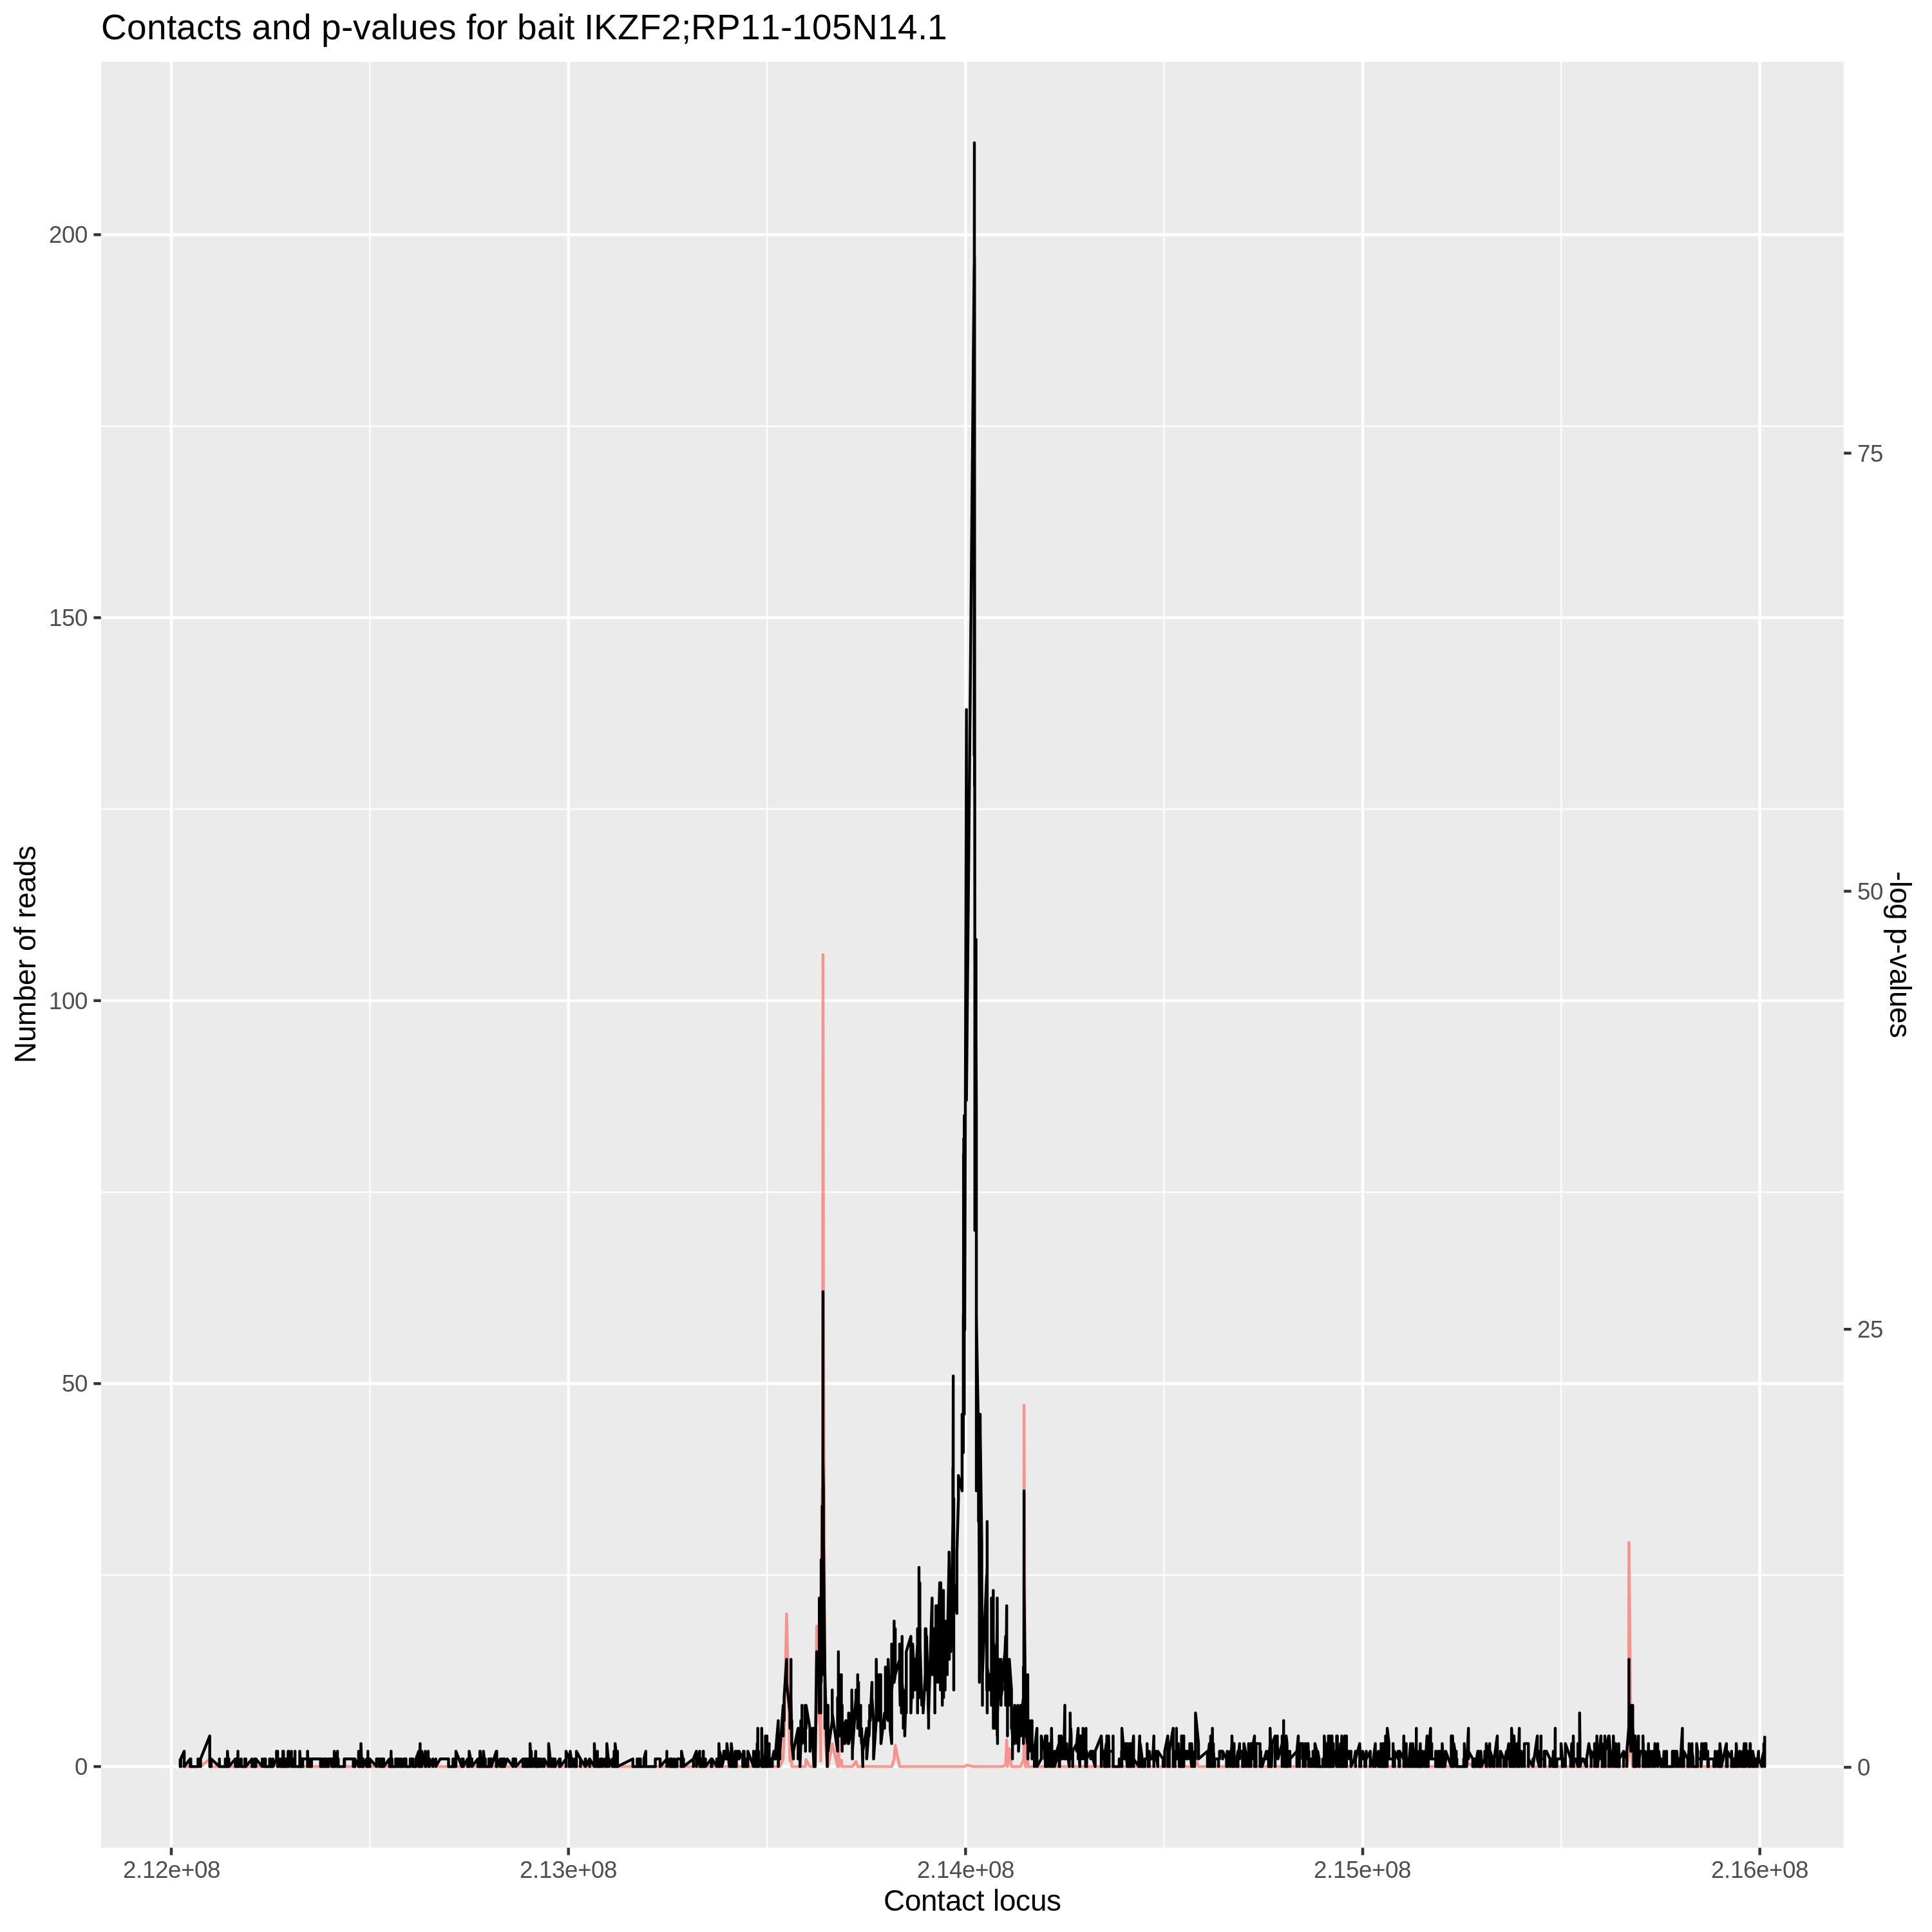 Contacts and p-values for bait IKZF2;RP11-105N14.1
200
150
100
50
0
75
50
25
0
Number of reads
-log p-values
2.12e+08
2.13e+08
2.14e+08
2.15e+08
2.16e+08
Contact locus